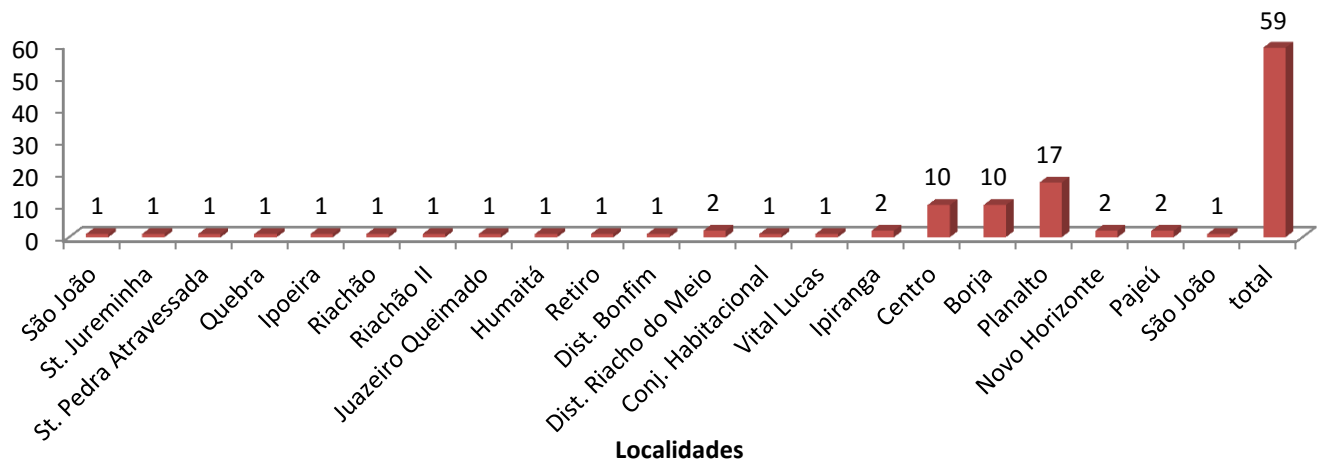 59
60
50
40
30
20
10
0
1 1 1 1 1 1 1 1 1 1 1 2 1 1 2 10 10 17 2 2 1
São João
St. Jureminha
St. Pedra Atravessada
Quebra
Ipoeira
Riachão
Riachão II
Juazeiro Queimado
Humaitá
Retiro
Dist. Bonfim
Dist. Riacho do Meio
Conj. Habitacional
Vital Lucas
Ipiranga
Centro
Borja
Planalto
Novo Horizonte
Pajeú
São João
total
Localidades